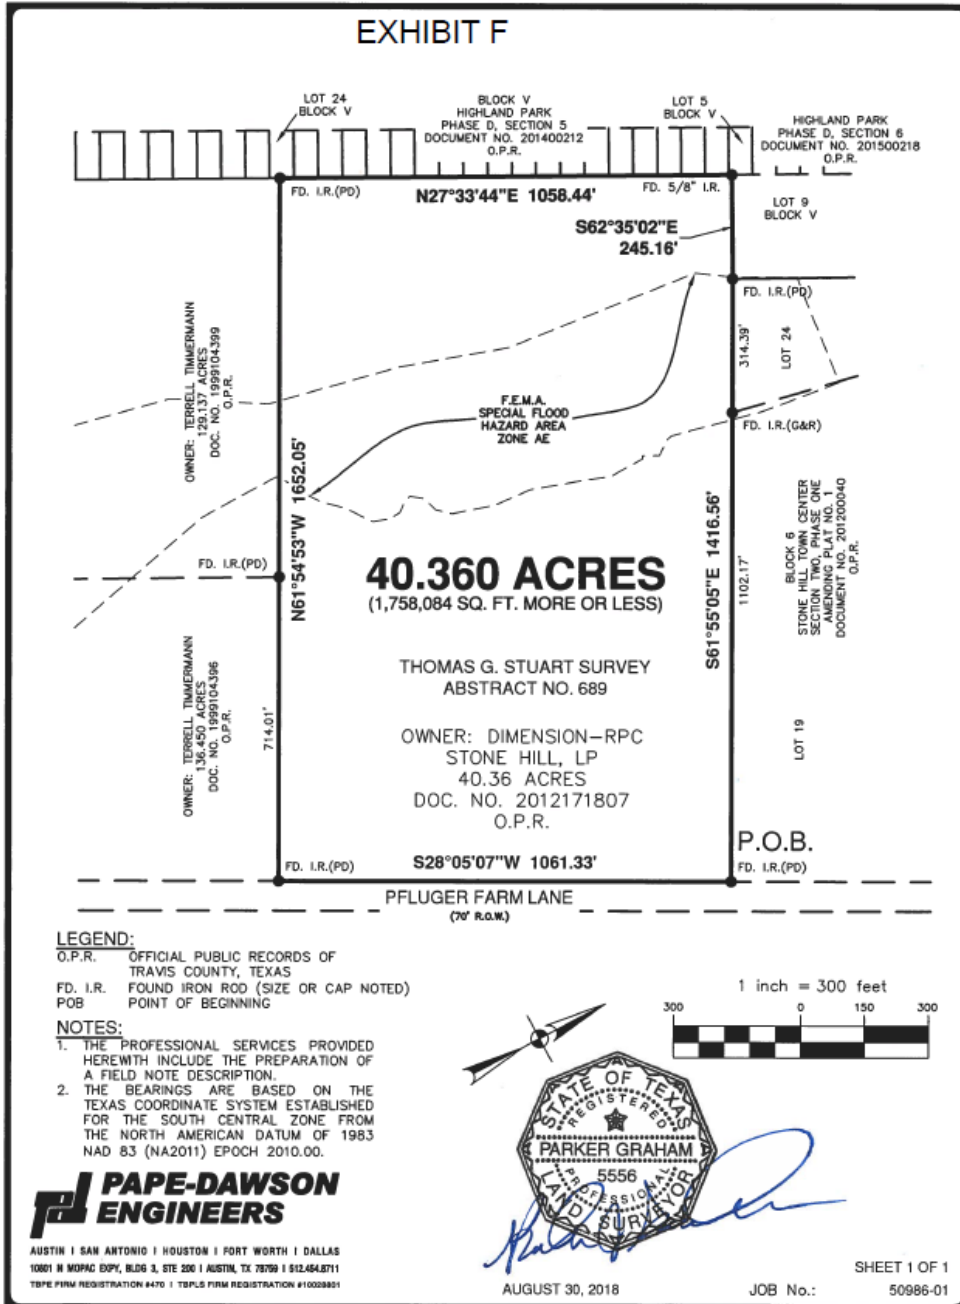 EXHIBIT F
LOT 24
BLOCK V
BLOCK V
HIGHLAND PARK
PHASE D, SECTION 5
DOCUMENT NO. 201400212
O.P.R.
LOT 5
BLOCK V
HIGHLAND PARK
PHASE D, SECTION 6
DOCUMENT NO. 201500218
O.P.R.
FD. I.R.(PD)
N27°33'44"E 1058.44'
FD. 5/8" I.R.
LOT 9
BLOCK V
S62°35'02"E
245.16'
FD. I.R.(PD)
OWNER: TERRELL TIMMERMANN
129.137 ACRES
DOC. NO. 1999104399
O.P.R.
314.39'
LOT 24
F.E.M.A.
SPECIAL FLOOD
HAZARD AREA
ZONE AE
FD. I.R.(G&R)
N61°54'53"W 1652.05'
S61°55'05"E 1416.56'
1102.17'
BLOCK 6
STONE HILL TOWN CENTER
SECTION TWO, PHASE ONE
AMENDING PLAT NO. 1
DOCUMENT NO. 201200040
O.P.R.
FD. I.R.(PD)
40.360 ACRES
(1,758,084 SQ. FT. MORE OR LESS)
THOMAS G. STUART SURVEY
ABSTRACT NO. 689
OWNER: TERRELL TIMMERMANN
136.450 ACRES
DOC. NO. 1999104396
O.P.R.
714.01'
OWNER: DIMENSION-RPC
STONE HILL, LP
40.36 ACRES
DOC. NO. 2012171807
O.P.R.
LOT 19
P.O.B.
FD. I.R.(PD)
S28°05'07"W 1061.33'
FD. I.R.(PD)
PFLUGER FARM LANE
(70' R.O.W.)
LEGEND:
O.P.R. OFFICIAL PUBLIC RECORDS OF
TRAVIS COUNTY, TEXAS
FD. I.R. FOUND IRON ROD (SIZE OR CAP NOTED)
POB POINT OF BEGINNING
NOTES:
1. THE PROFESSIONAL SERVICES PROVIDED
HEREWITH INCLUDE THE PREPARATION OF
A FIELD NOTE DESCRIPTION.
2. THE BEARINGS ARE BASED ON THE
TEXAS COORDINATE SYSTEM ESTABLISHED
FOR THE SOUTH CENTRAL ZONE FROM
THE NORTH AMERICAN DATUM OF 1983
NAD 83 (NA2011) EPOCH 2010.00.
1 inch = 300 feet
300 0 150 300
STATE OF TEXAS
REGISTERED
PARKER GRAHAM
5556
PROFESSIONAL
LAND SURVEYOR
PAPE-DAWSON
ENGINEERS
AUSTIN I SAN ANTONIO I HOUSTON I FORT WORTH I DALLAS
10801 N MOPAC EXPY, BLDG 3, STE 200 I AUSTIN, TX 78759 I 512.454.8711
TBPE FIRM REGISTRATION #470 I TBPLS FIRM REGISTRATION #10028801
AUGUST 30, 2018
SHEET 1 OF 1
JOB No.: 50986-01